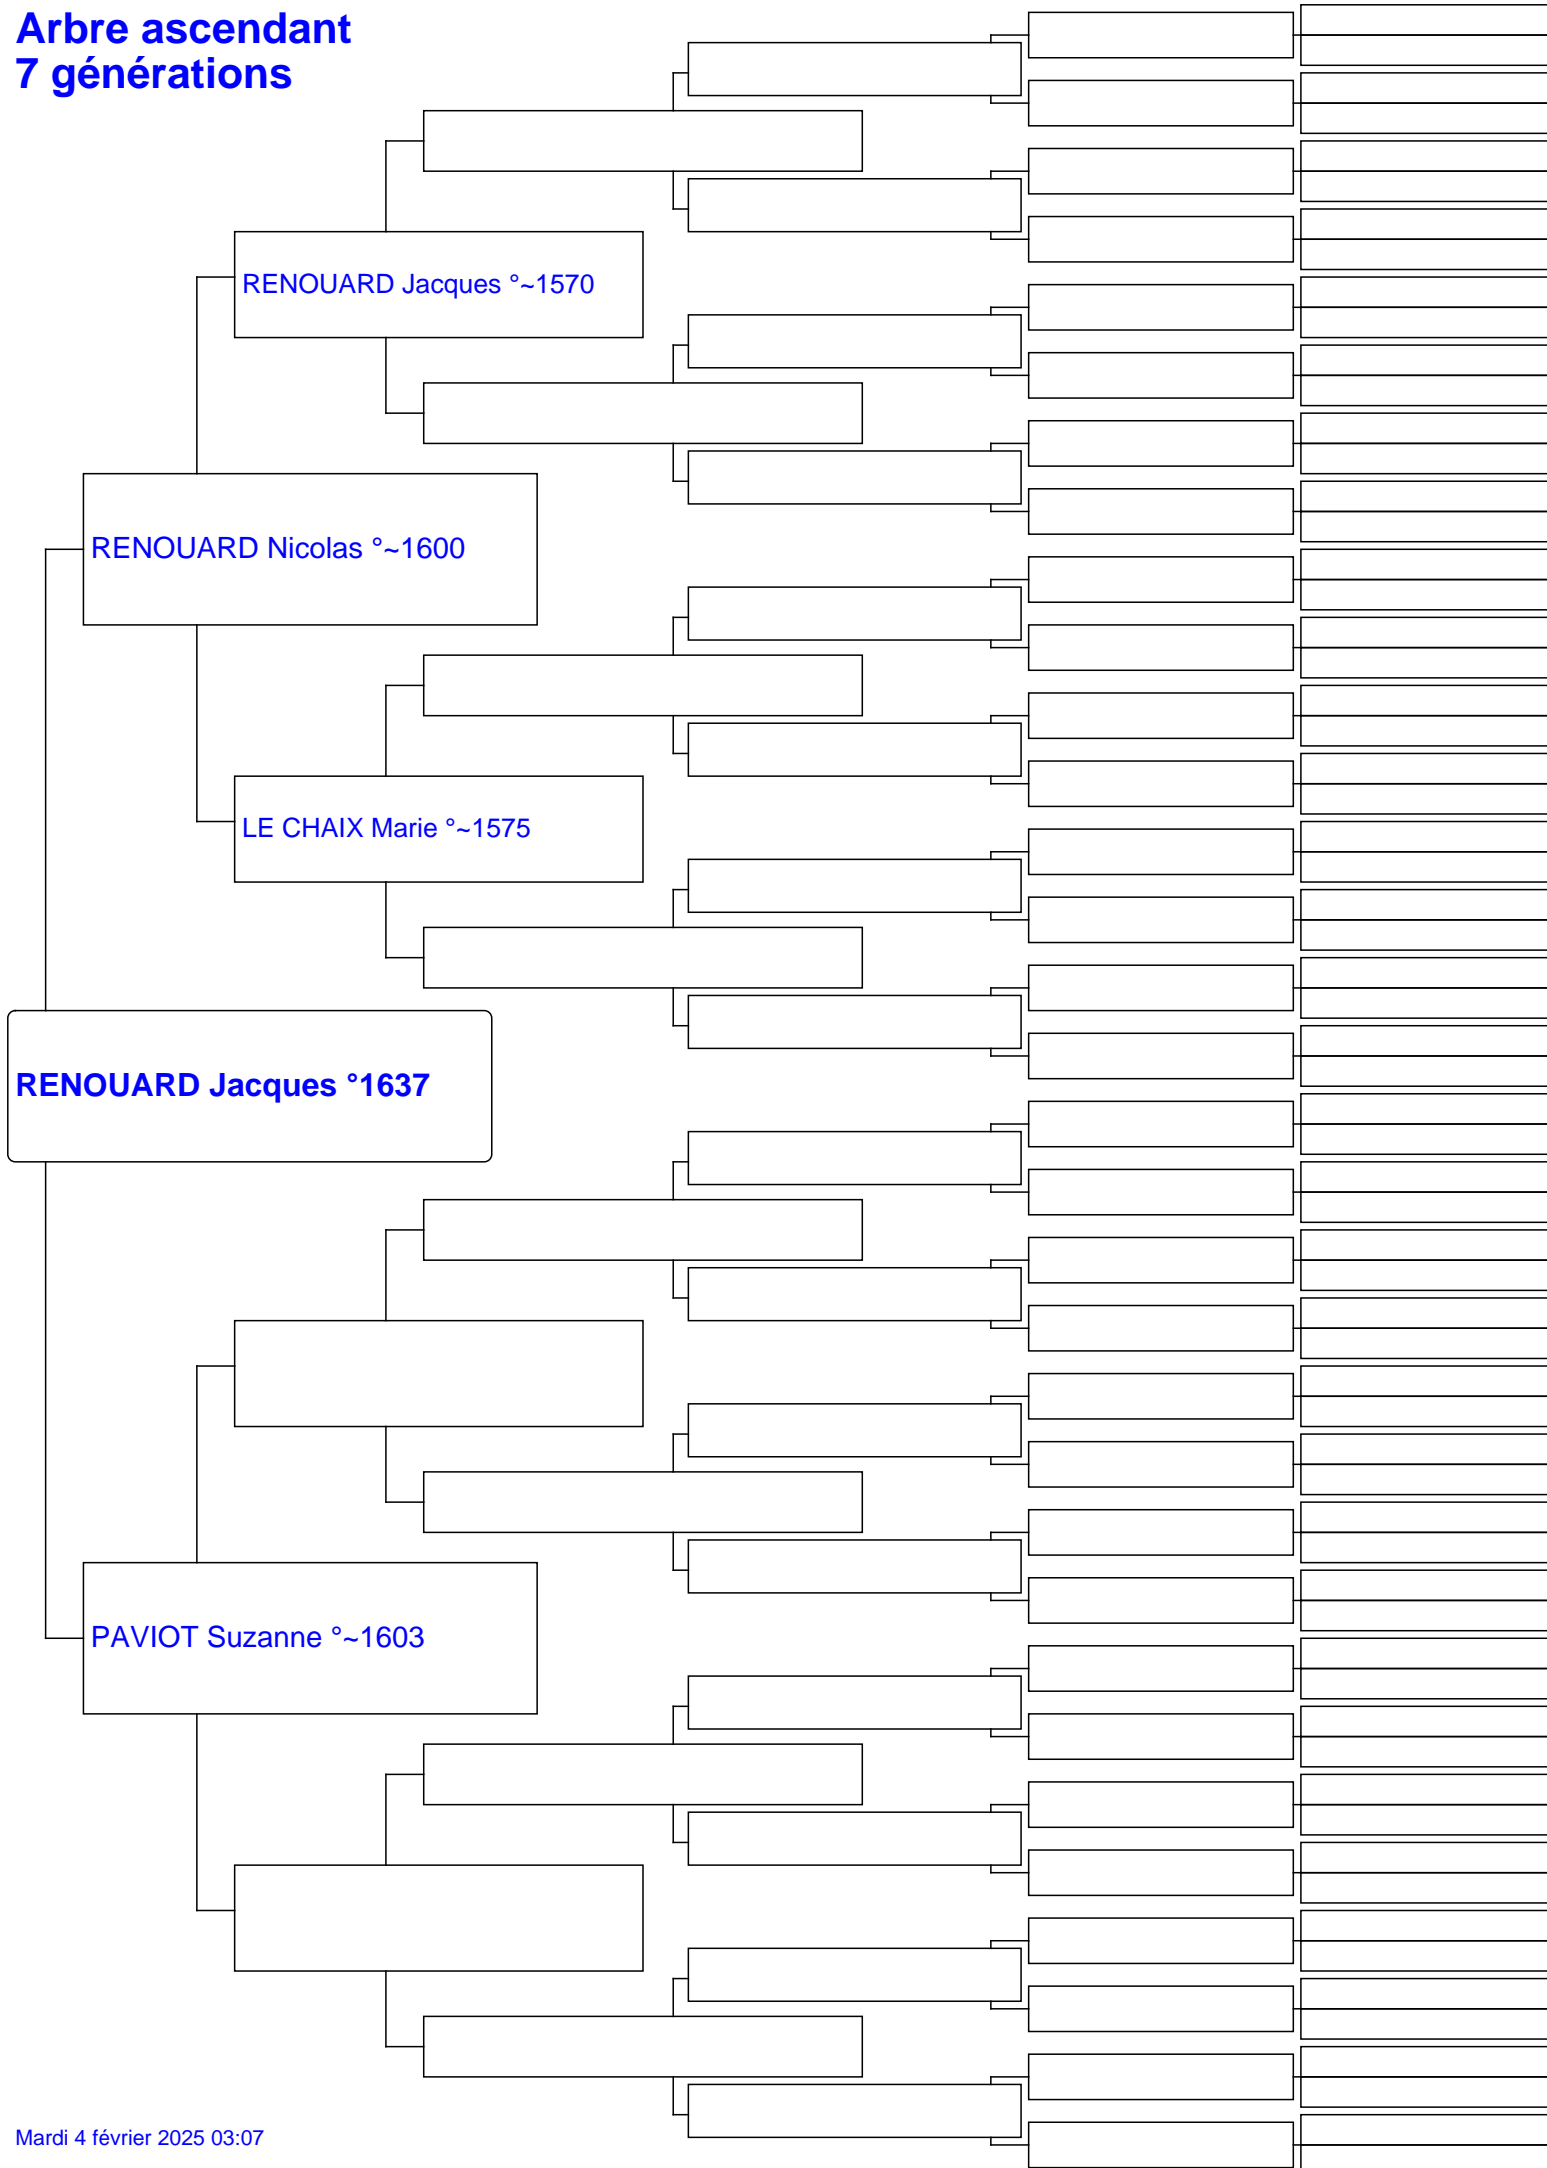 Arbre ascendant
7 générations
RENOUARD Jacques °~1570
RENOUARD Nicolas °~1600
LE CHAIX Marie °~1575
RENOUARD Jacques °1637
PAVIOT Suzanne °~1603
Mardi 4 février 2025 03:07